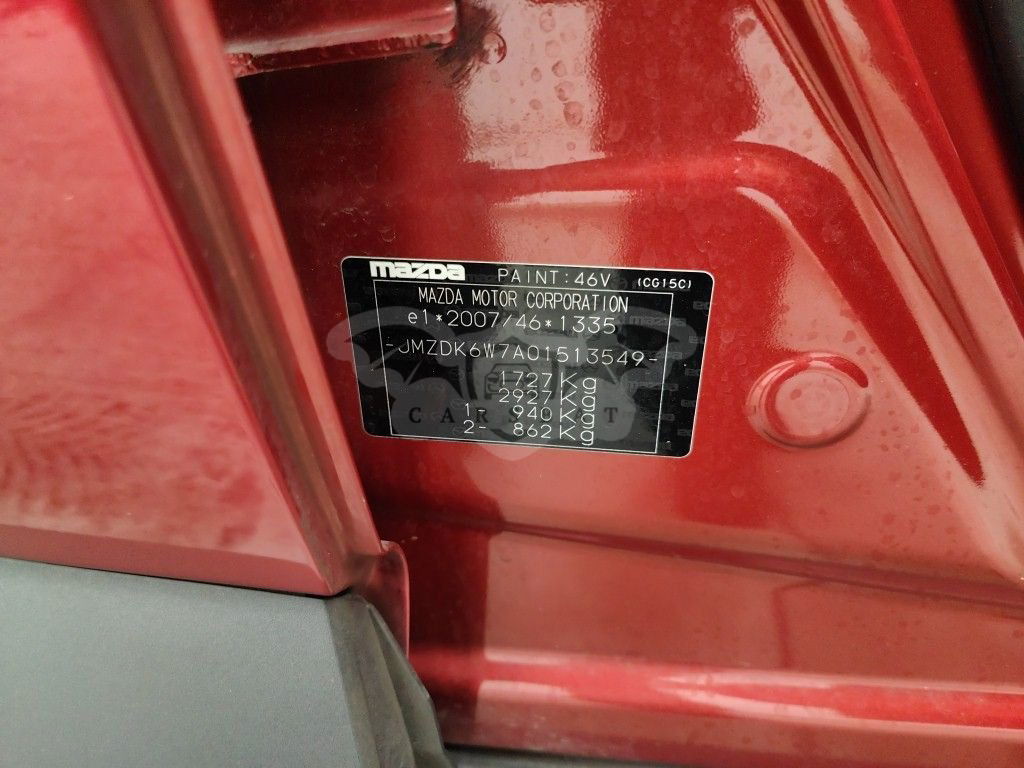 mazda PAINT:46V (CG15C)
MAZDA MOTOR CORPORATION
e1*2007/46*1335
-JMZDK6W7A01513549-
1727 Kg
2927 Kg
1- 940 Kg
2- 862 Kg